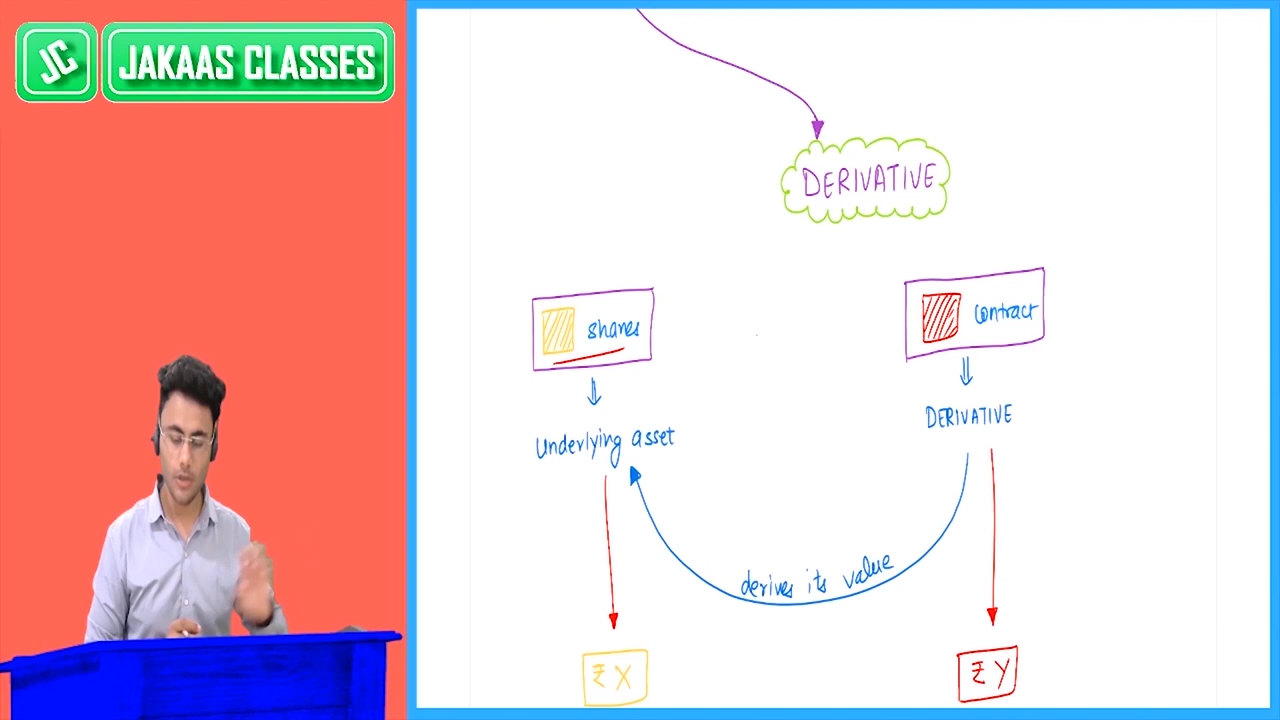 JC
JAKAAS CLASSES
DERIVATIVE
shares
contract
Underlying asset
DERIVATIVE
derives its value
₹ X
₹ Y